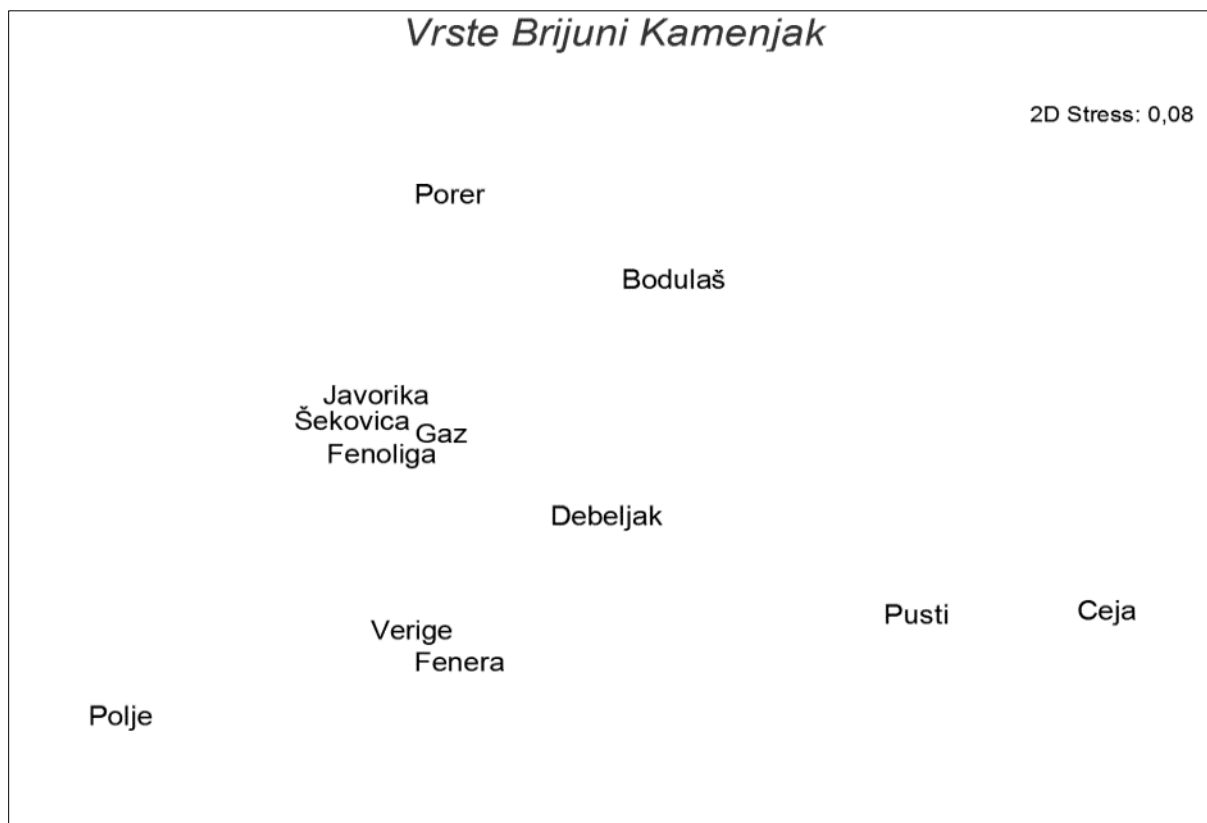 Vrste Brijuni Kamenjak
2D Stress: 0,08
Porer
Bodulaš
Javorika
Šekovica
Gaz
Fenoliga
Debeljak
Pusti
Ceja
Verige
Fenera
Polje